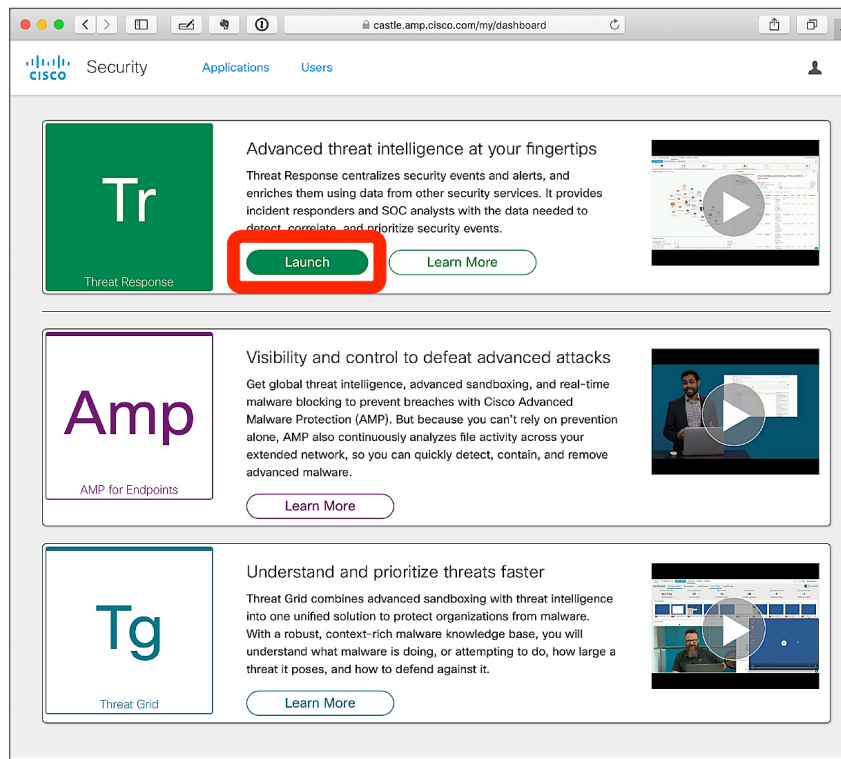 castle.amp.cisco.com/my/dashboard
CISCO
Security
Applications
Users
Tr
Threat Response
Advanced threat intelligence at your fingertips
Threat Response centralizes security events and alerts, and
enriches them using data from other security services. It provides
incident responders and SOC analysts with the data needed to
detect, correlate, and prioritize security events.
Launch
Learn More
Amp
AMP for Endpoints
Visibility and control to defeat advanced attacks
Get global threat intelligence, advanced sandboxing, and real-time
malware blocking to prevent breaches with Cisco Advanced
Malware Protection (AMP). But because you can't rely on prevention
alone, AMP also continuously analyzes file activity across your
extended network, so you can quickly detect, contain, and remove
advanced malware.
Learn More
Tg
Threat Grid
Understand and prioritize threats faster
Threat Grid combines advanced sandboxing with threat intelligence
into one unified solution to protect organizations from malware.
With a robust, context-rich malware knowledge base, you will
understand what malware is doing, or attempting to do, how large a
threat it poses, and how to defend against it.
Learn More